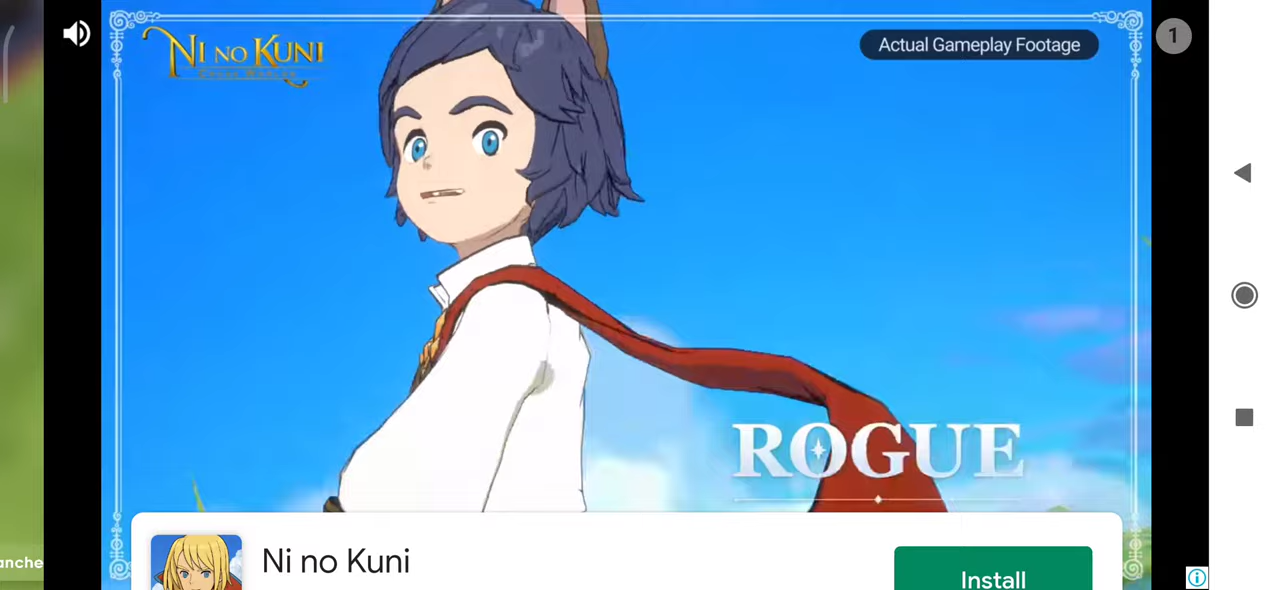 NI NO KUNI
Actual Gameplay Footage
1
ROGUE
anche
Ni no Kuni
Install